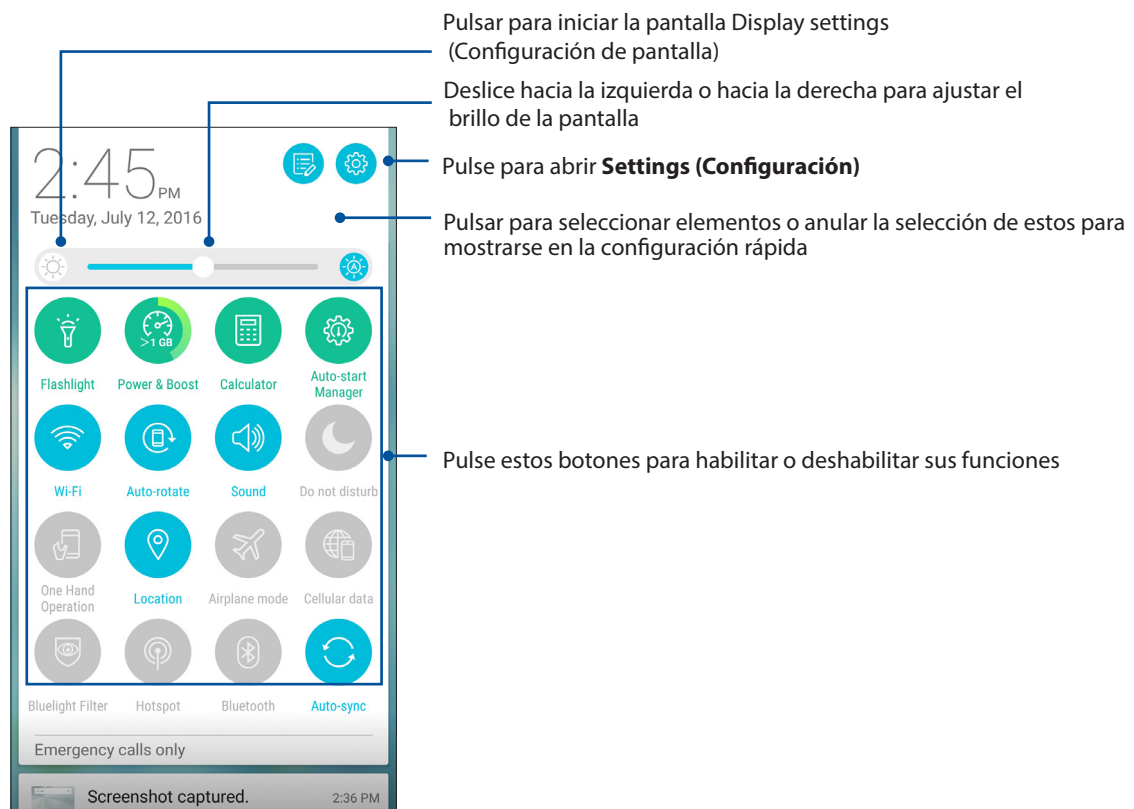 Pulsar para iniciar la pantalla Display settings
(Configuración de pantalla)
Deslice hacia la izquierda o hacia la derecha para ajustar el
brillo de la pantalla
Pulse para abrir Settings (Configuración)
Pulsar para seleccionar elementos o anular la selección de estos para
mostrarse en la configuración rápida
Pulse estos botones para habilitar o deshabilitar sus funciones
2:45 PM
Tuesday, July 12, 2016
A
>1 GB
Flashlight Power & Boost Calculator Auto-start
Manager
Wi-Fi Auto-rotate Sound Do not disturb
One Hand
Operation Location Airplane mode Cellular data
Bluelight Filter Hotspot Bluetooth Auto-sync
Emergency calls only
Screenshot captured. 2:36 PM